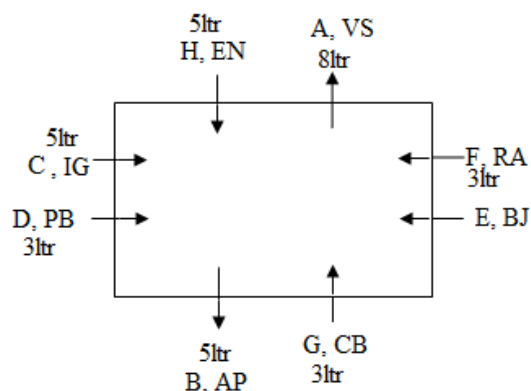 5ltr
H, EN
A, VS
8ltr
5ltr
C , IG
F, RA
3ltr
D, PB
3ltr
E, BJ
5ltr
B, AP
G, CB
3ltr